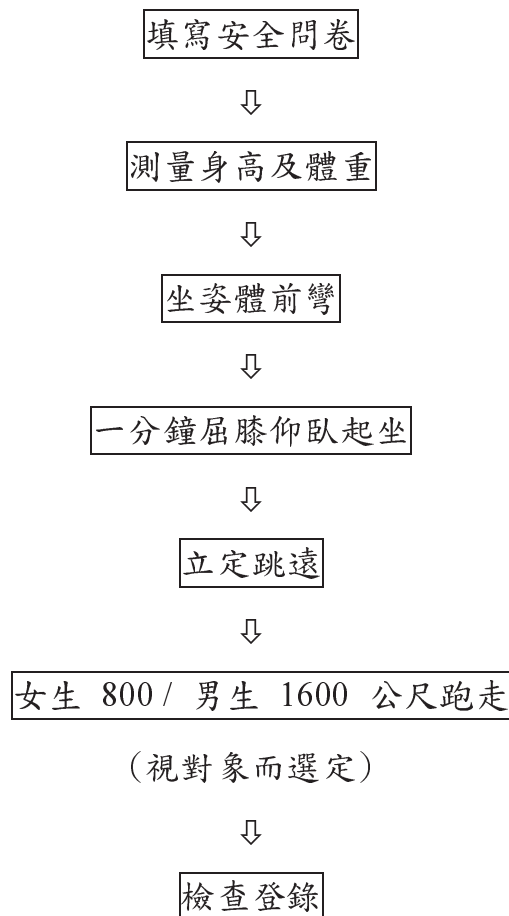 填寫安全問卷
⇩
測量身高及體重
⇩
坐姿體前彎
⇩
一分鐘屈膝仰臥起坐
⇩
立定跳遠
⇩
女生 800 / 男生 1600 公尺跑走
（視對象而選定）
⇩
檢查登錄